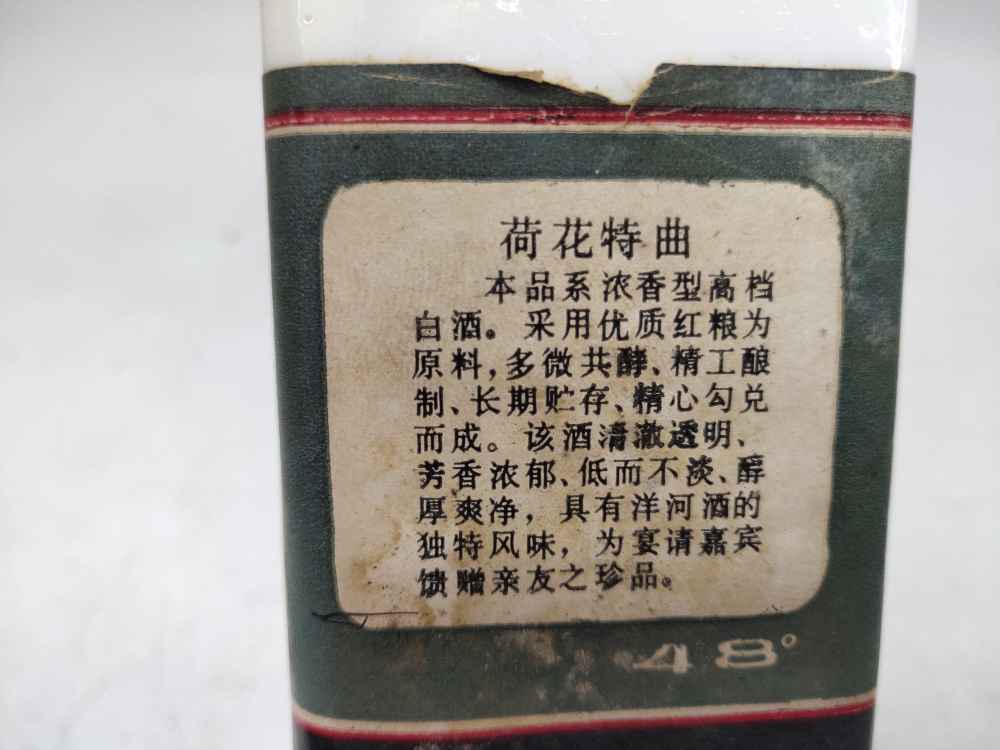 荷花特曲
本品系浓香型高档
白酒。采用优质红粮为
原料，多微共酵、精工酿
制、长期贮存、精心勾兑
而成。该酒清澈透明、
芳香浓郁、低而不淡、醇
厚爽净，具有洋河酒的
独特风味，为宴请嘉宾
馈赠亲友之珍品。
48°